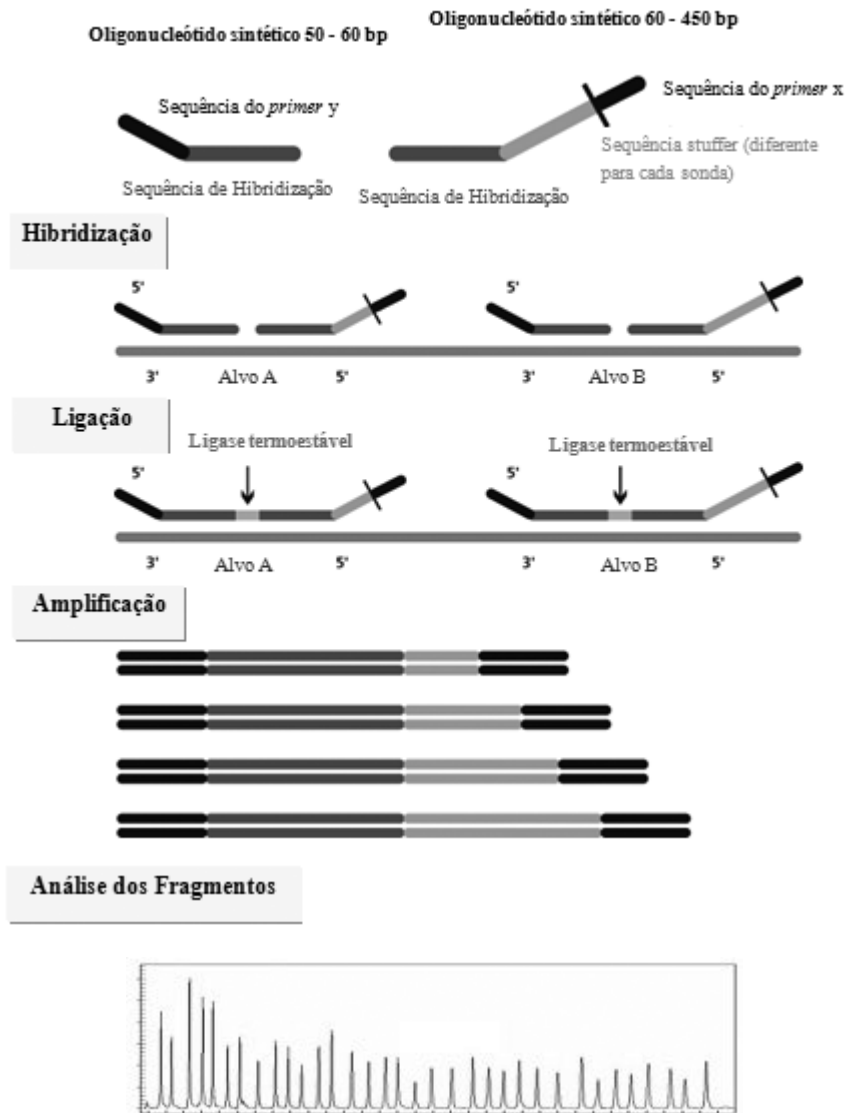 Oligonucleótido sintético 50 - 60 bp
Oligonucleótido sintético 60 - 450 bp
Sequência do primer y
Sequência do primer x
Sequência stuffer (diferente
para cada sonda)
Sequência de Hibridização
Sequência de Hibridização
Hibridização
5'
5'
3' Alvo A 5'
3' Alvo B 5'
Ligação
Ligase termoestável
Ligase termoestável
5'
5'
3' Alvo A 5'
3' Alvo B 5'
Amplificação
Análise dos Fragmentos